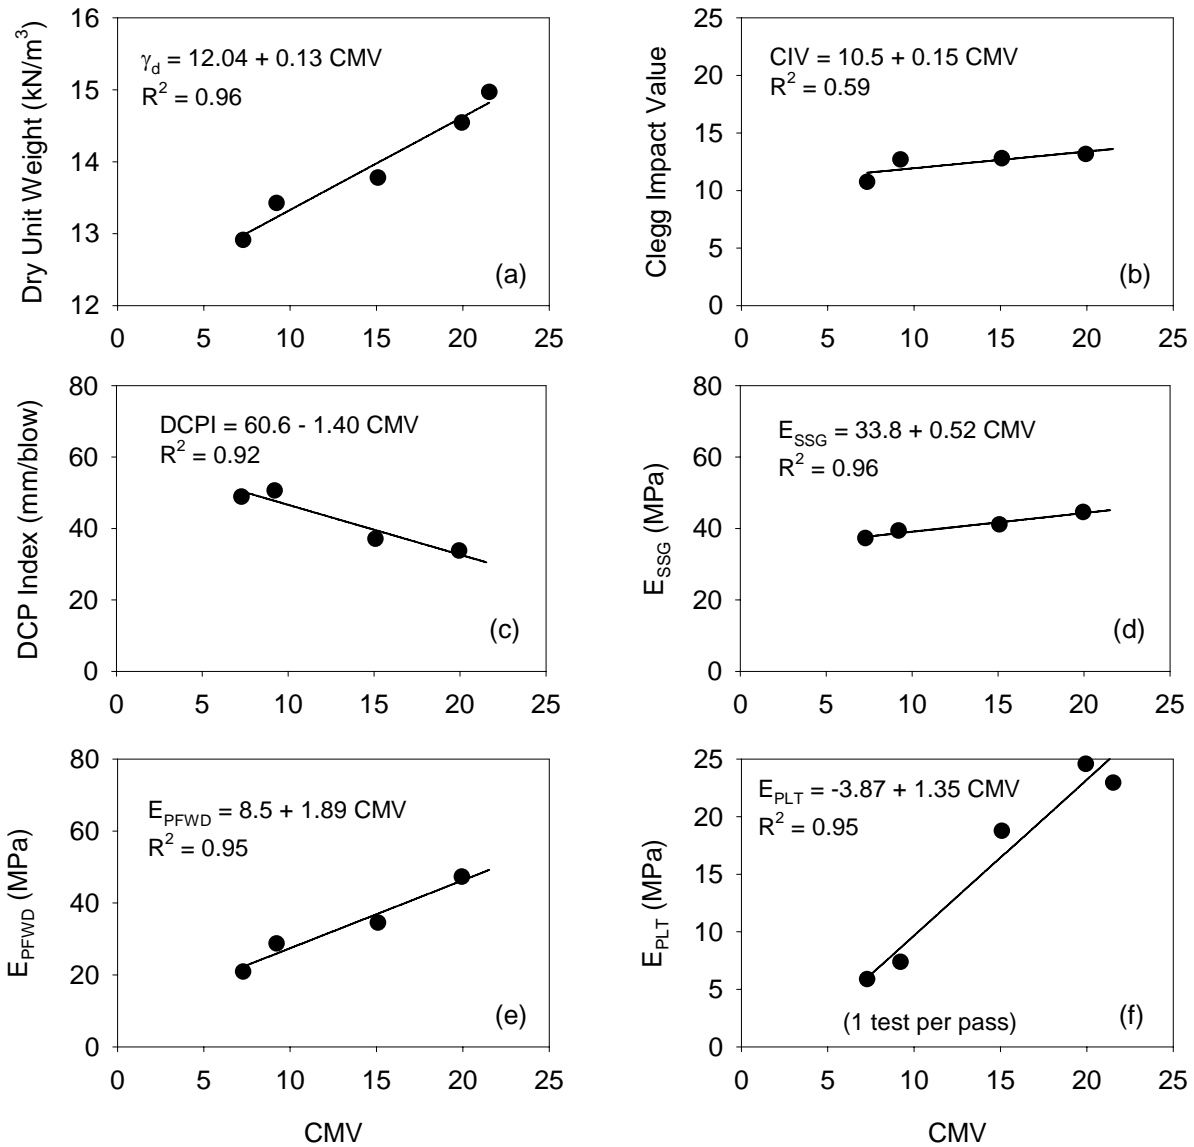 Dry Unit Weight (kN/m³)
16
15
14
13
12
γd = 12.04 + 0.13 CMV
R² = 0.96
(a)
0 5 10 15 20 25
Clegg Impact Value
25
20
15
10
5
0
CIV = 10.5 + 0.15 CMV
R² = 0.59
(b)
0 5 10 15 20 25
DCP Index (mm/blow)
80
60
40
20
0
DCPI = 60.6 - 1.40 CMV
R² = 0.92
(c)
0 5 10 15 20 25
ESSG (MPa)
80
60
40
20
0
ESSG = 33.8 + 0.52 CMV
R² = 0.96
(d)
0 5 10 15 20 25
EPFWD (MPa)
80
60
40
20
0
EPFWD = 8.5 + 1.89 CMV
R² = 0.95
(e)
0 5 10 15 20 25
CMV
EPLT (MPa)
25
20
15
10
5
0
EPLT = -3.87 + 1.35 CMV
R² = 0.95
(1 test per pass)
(f)
0 5 10 15 20 25
CMV